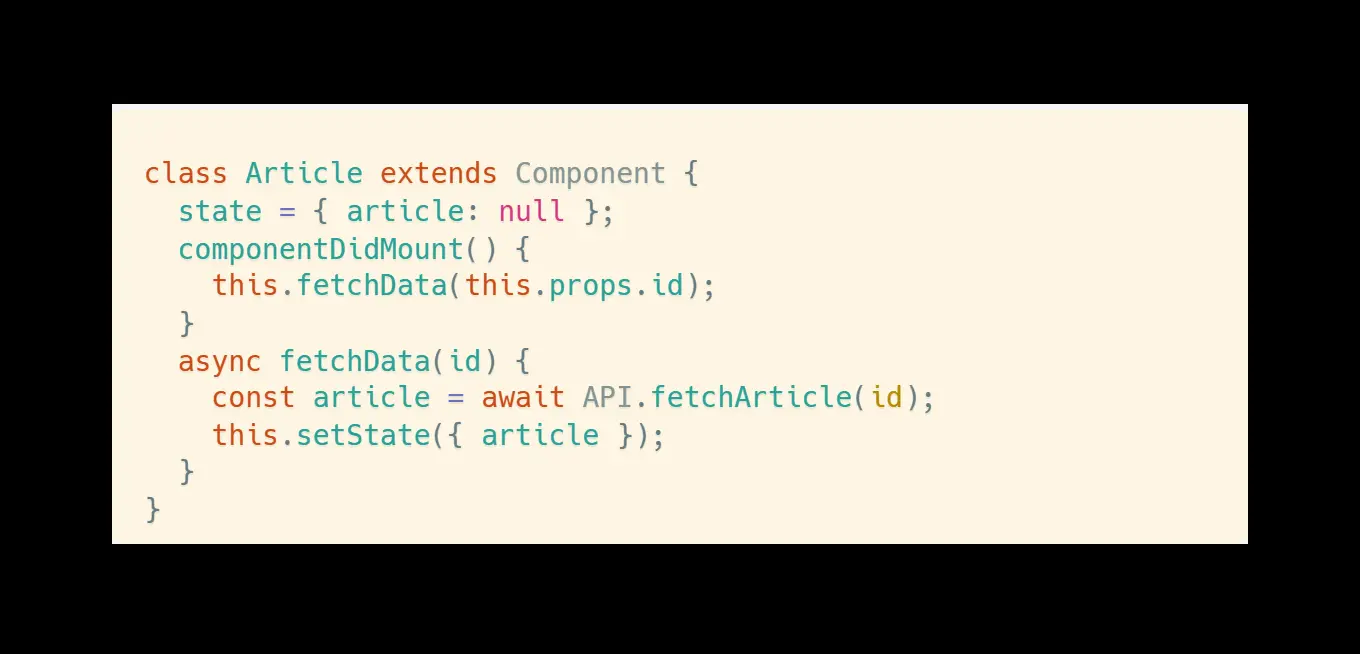 class Article extends Component {
  state = { article: null };
  componentDidMount() {
    this.fetchData(this.props.id);
  }
  async fetchData(id) {
    const article = await API.fetchArticle(id);
    this.setState({ article });
  }
}